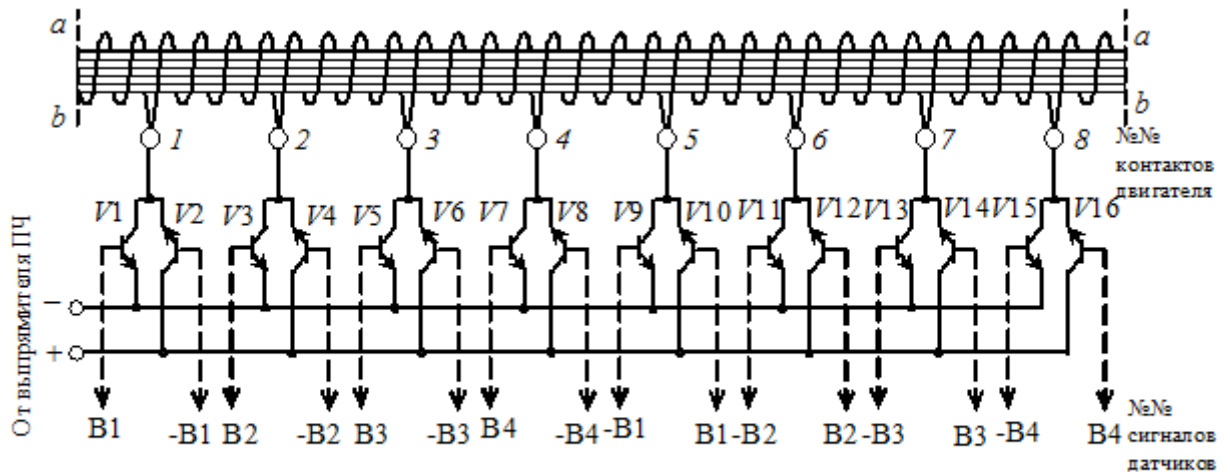 a a
b b
1 2 3 4 5 6 7 8
№№
контактов
двигателя
V1 V2 V3 V4 V5 V6 V7 V8 V9 V10 V11 V12 V13 V14 V15 V16
От выпрямителя ПЧ
−
+
B1 -B1 B2 -B2 B3 -B3 B4 -B4 -B1 B1 -B2 B2 -B3 B3 -B4 B4
№№
сигналов
датчиков